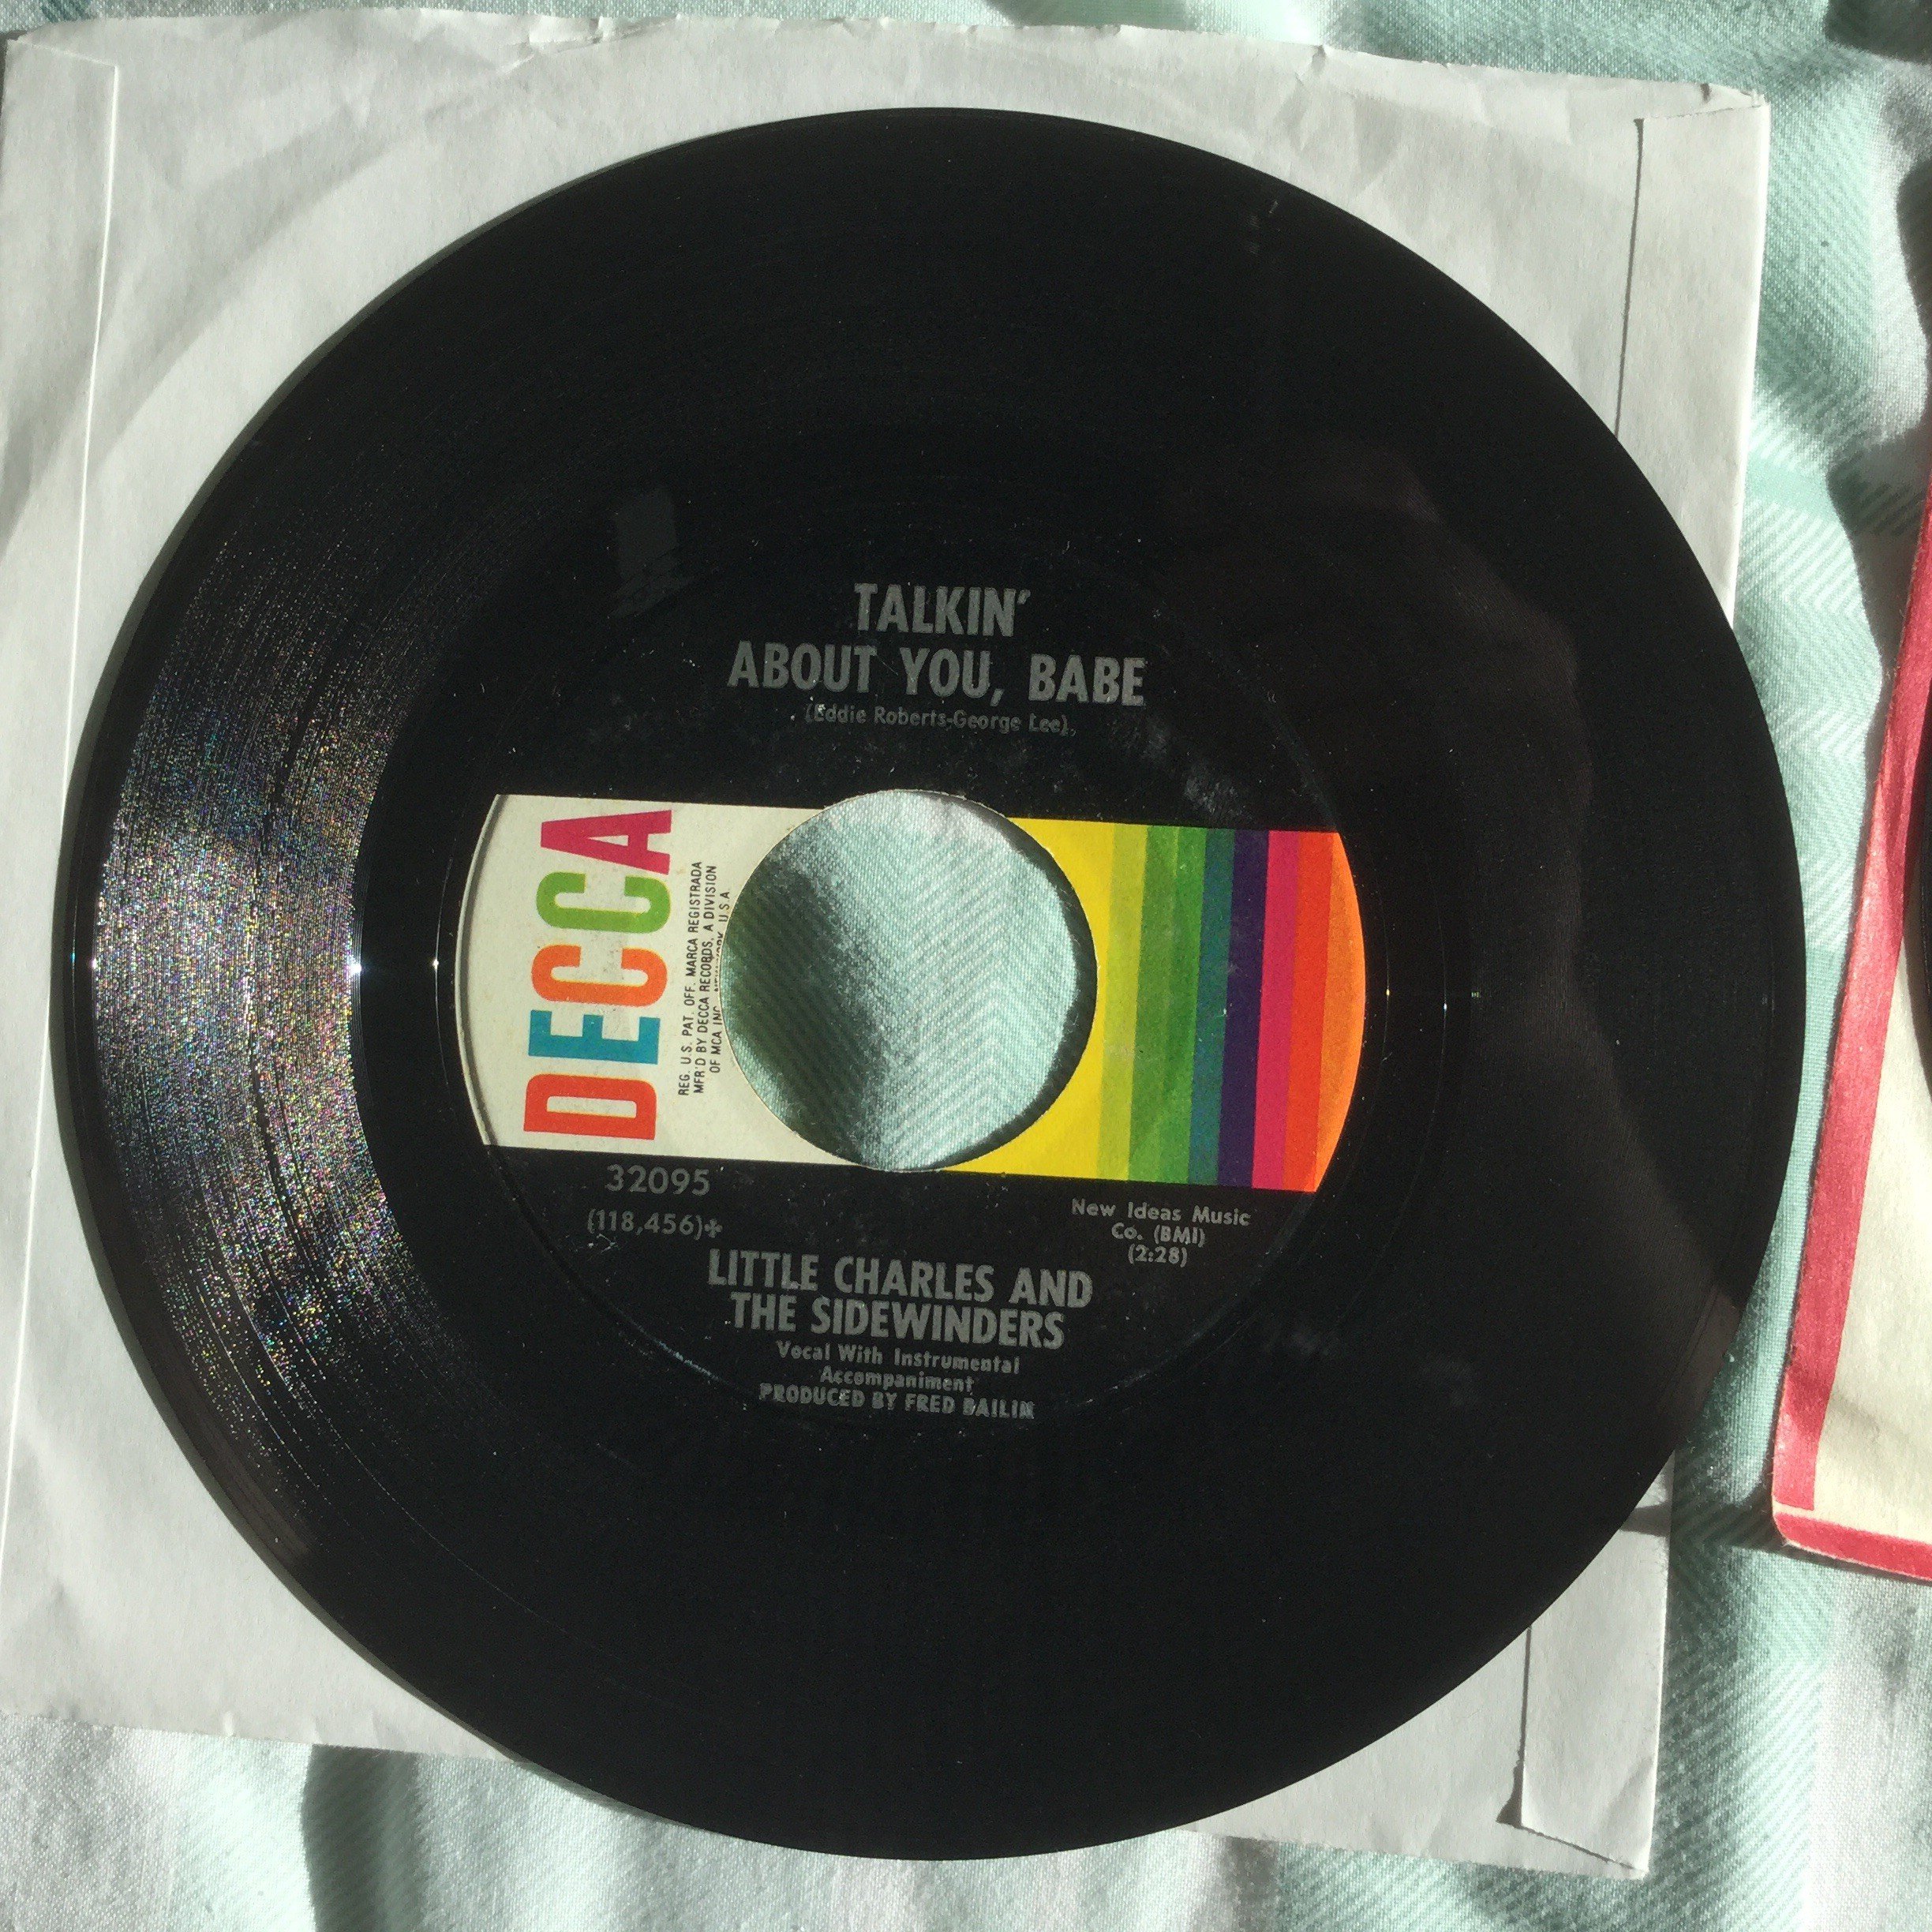 TALKIN'
ABOUT YOU, BABE
(Eddie Roberts-George Lee)
DECCA
REG. U.S. PAT. OFF. MARCA REGISTRADA
MFR'D BY DECCA RECORDS, A DIVISION
OF MCA INC., U.S.A.
32095
(118,456)✤
New Ideas Music
Co. (BMI)
(2:28)
LITTLE CHARLES AND
THE SIDEWINDERS
Vocal With Instrumental
Accompaniment
PRODUCED BY FRED BAILIN